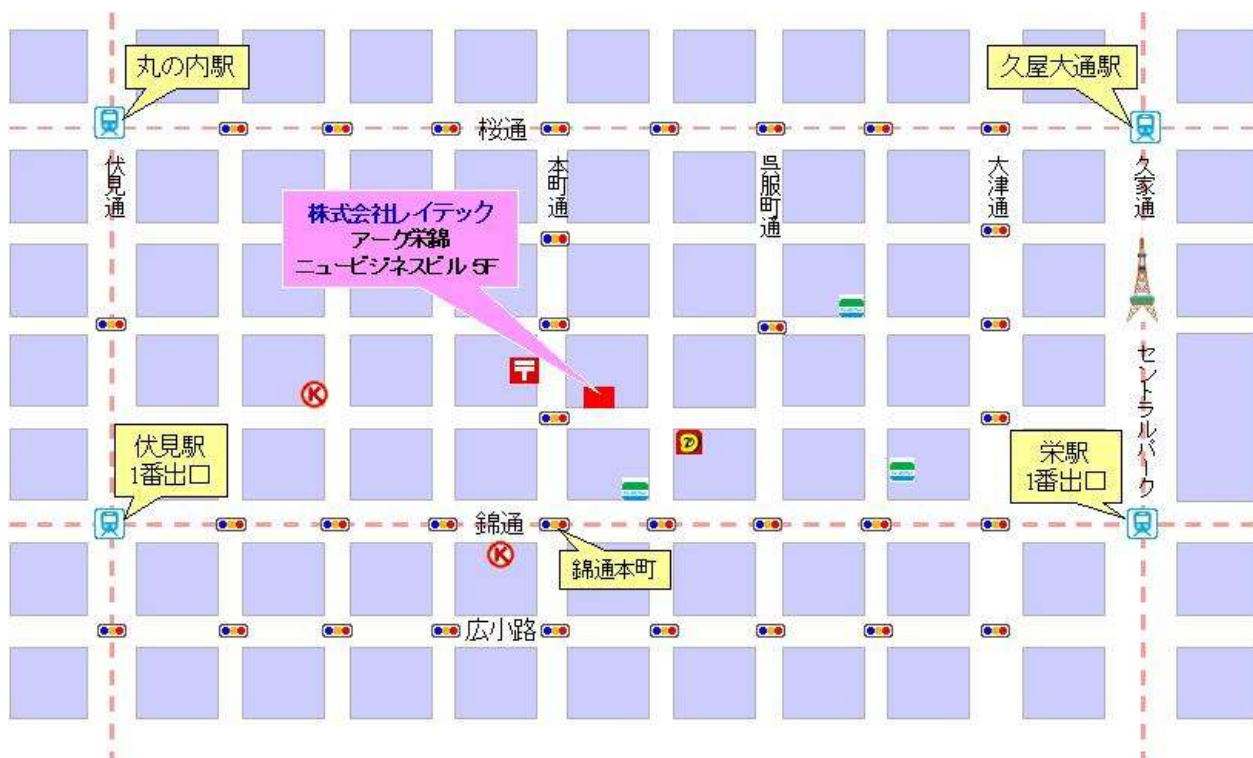 丸の内駅
久屋大通駅
桜通
伏見通
本町通
呉服町通
大津通
久家通
株式会社レイテック
アーク栄錦
ニュービジネスビル 5F
〒
K
セントラルパーク
伏見駅
1番出口
栄駅
1番出口
錦通
K
錦通本町
広小路